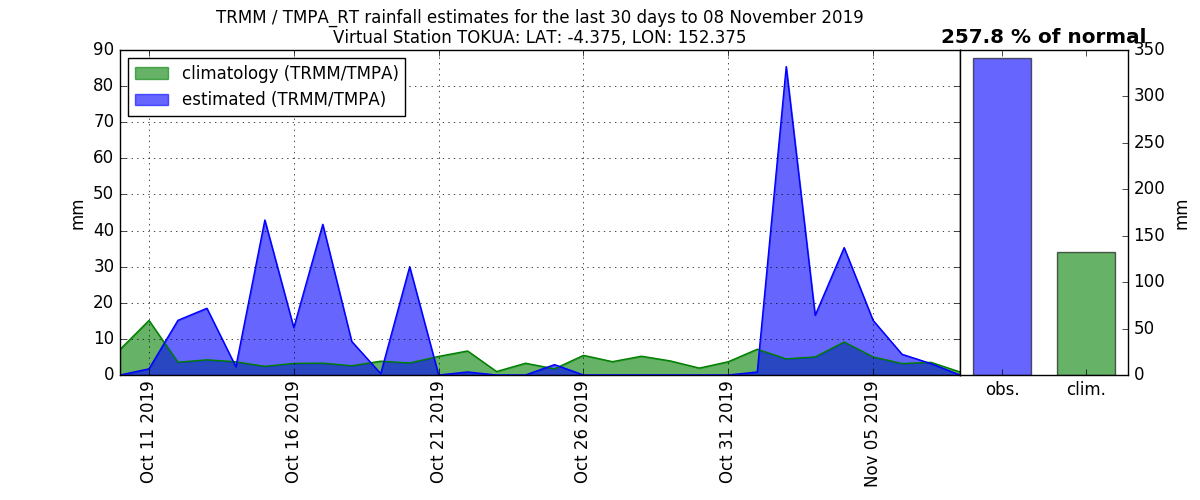 TRMM / TMPA_RT rainfall estimates for the last 30 days to 08 November 2019
Virtual Station TOKUA: LAT: -4.375, LON: 152.375
257.8 % of normal
climatology (TRMM/TMPA)
estimated (TRMM/TMPA)
mm
90
80
70
60
50
40
30
20
10
0
Oct 11 2019
Oct 16 2019
Oct 21 2019
Oct 26 2019
Oct 31 2019
Nov 05 2019
obs.
clim.
350
300
250
200
150
100
50
0
mm